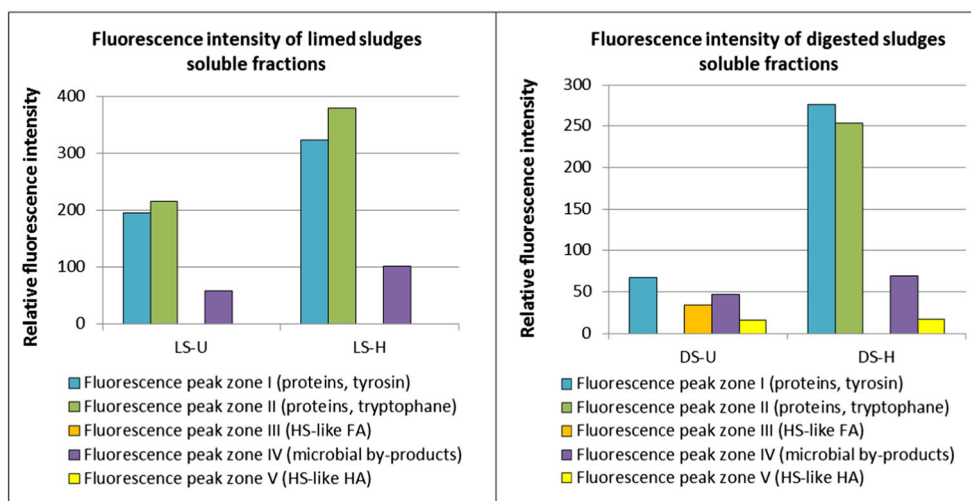 Fluorescence intensity of limed sludges
soluble fractions
Relative fluorescence intensity
400
300
200
100
0
LS-U
LS-H
Fluorescence peak zone I (proteins, tyrosin)
Fluorescence peak zone II (proteins, tryptophane)
Fluorescence peak zone III (HS-like FA)
Fluorescence peak zone IV (microbial by-products)
Fluorescence peak zone V (HS-like HA)
Fluorescence intensity of digested sludges
soluble fractions
Relative fluorescence intensity
300
250
200
150
100
50
0
DS-U
DS-H
Fluorescence peak zone I (proteins, tyrosin)
Fluorescence peak zone II (proteins, tryptophane)
Fluorescence peak zone III (HS-like FA)
Fluorescence peak zone IV (microbial by-products)
Fluorescence peak zone V (HS-like HA)